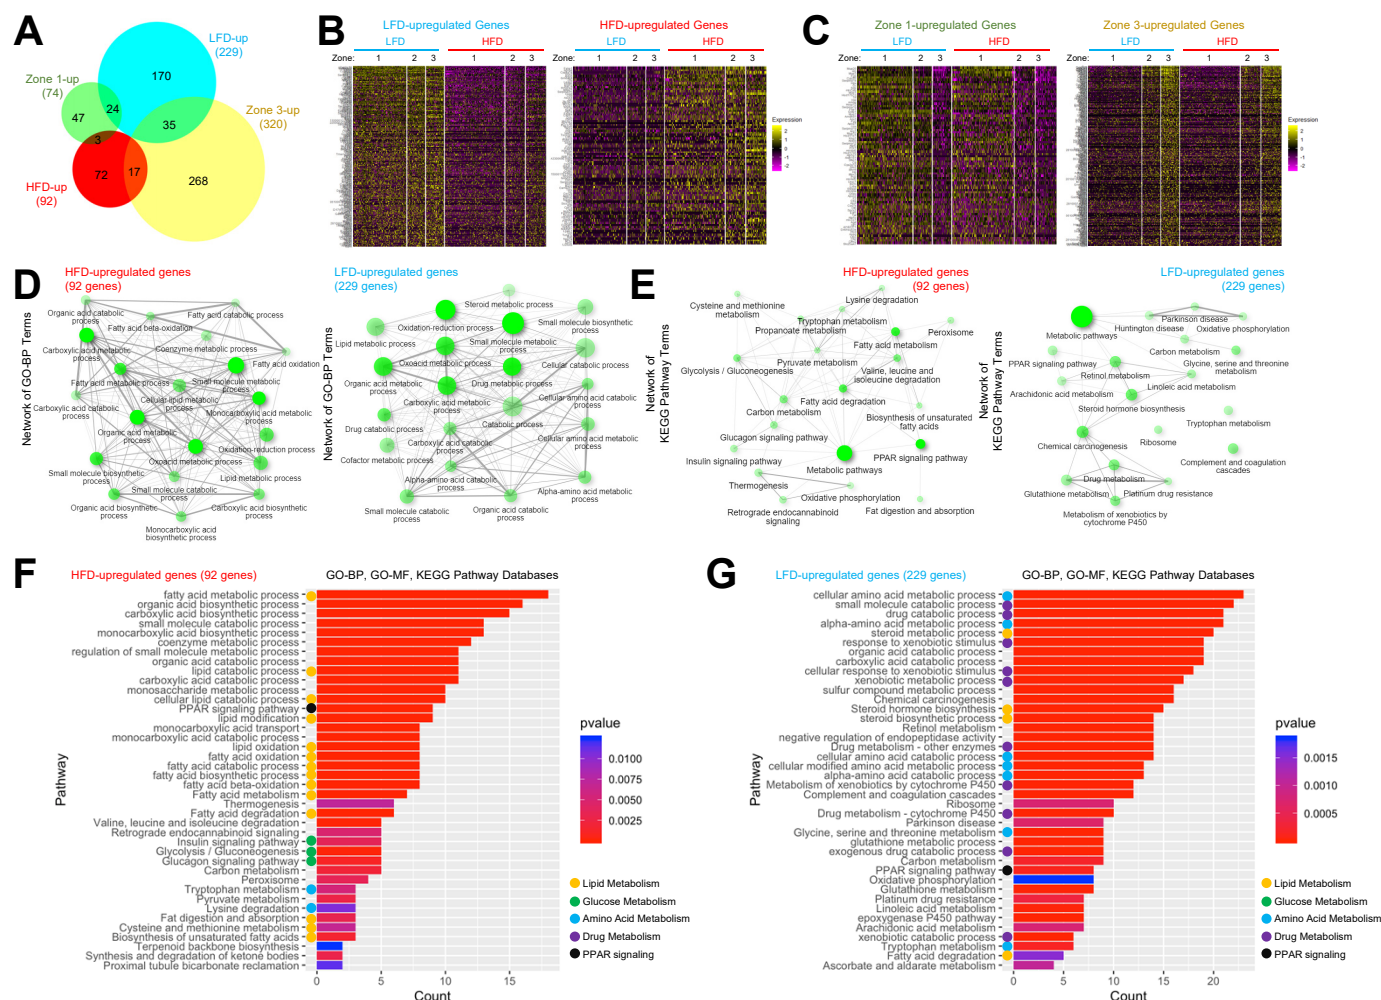 A
LFD-up
(229)
Zone 1-up
(74)
Zone 3-up
(320)
HFD-up
(92)
170
24
47
35
3
72
17
268
B
LFD-upregulated Genes
HFD-upregulated Genes
LFD
HFD
LFD
HFD
Zone:
1
2
3
1
2
3
1
2
3
1
2
3
Expression
2
1
0
-1
-2
C
Zone 1-upregulated Genes
Zone 3-upregulated Genes
LFD
HFD
LFD
HFD
Zone:
1
2
3
1
2
3
1
2
3
1
2
3
Expression
2
1
0
-1
-2
D
HFD-upregulated genes
(92 genes)
Network of GO-BP Terms
Organic acid catabolic
process
Fatty acid catabolic
process
Fatty acid beta-oxidation
Carboxylic acid metabolic
process
Coenzyme metabolic
process
Fatty acid oxidation
Fatty acid metabolic process
Small molecule metabolic
process
Cellular lipid metabolic
process
Carboxylic acid catabolic
process
Monocarboxylic acid metabolic
process
Organic acid metabolic
process
Oxidation-reduction process
Oxoacid metabolic process
Small molecule biosynthetic
process
Lipid metabolic process
Small molecule catabolic
process
Organic acid biosynthetic
process
Carboxylic acid biosynthetic
process
Monocarboxylic acid
biosynthetic process
LFD-upregulated genes
(229 genes)
Network of GO-BP Terms
Steroid metabolic process
Oxidation-reduction process
Small molecule biosynthetic
process
Lipid metabolic process
Small molecule metabolic
process
Oxoacid metabolic process
Cellular catabolic process
Organic acid metabolic
process
Drug metabolic process
Carboxylic acid metabolic
process
Cellular amino acid catabolic
process
Drug catabolic process
Catabolic process
Carboxylic acid catabolic
process
Cellular amino acid metabolic
process
Cofactor metabolic process
Alpha-amino acid catabolic
process
Alpha-amino acid metabolic
process
Small molecule catabolic
process
Organic acid catabolic
process
E
HFD-upregulated genes
(92 genes)
Network of
KEGG Pathway Terms
Cysteine and methionine
metabolism
Lysine degradation
Tryptophan metabolism
Propanoate metabolism
Peroxisome
Fatty acid metabolism
Pyruvate metabolism
Glycolysis / Gluconeogenesis
Valine, leucine and
isoleucine degradation
Carbon metabolism
Fatty acid degradation
Biosynthesis of unsaturated
fatty acids
Glucagon signaling pathway
Insulin signaling pathway
PPAR signaling pathway
Metabolic pathways
Thermogenesis
Oxidative phosphorylation
Retrograde endocannabinoid
signaling
Fat digestion and absorption
LFD-upregulated genes
(229 genes)
Network of
KEGG Pathway Terms
Parkinson disease
Huntington disease
Oxidative phosphorylation
Metabolic pathways
Carbon metabolism
PPAR signaling pathway
Glycine, serine and threonine
metabolism
Retinol metabolism
Linoleic acid metabolism
Arachidonic acid metabolism
Steroid hormone biosynthesis
Tryptophan metabolism
Ribosome
Chemical carcinogenesis
Complement and coagulation
cascades
Drug metabolism
Glutathione metabolism
Platinum drug resistance
Metabolism of xenobiotics by
cytochrome P450
F
HFD-upregulated genes (92 genes)
GO-BP, GO-MF, KEGG Pathway Databases
Pathway
fatty acid metabolic process
organic acid biosynthetic process
carboxylic acid biosynthetic process
small molecule catabolic process
monocarboxylic acid biosynthetic process
coenzyme metabolic process
regulation of small molecule metabolic process
organic acid catabolic process
lipid catabolic process
carboxylic acid catabolic process
monosaccharide metabolic process
cellular lipid catabolic process
PPAR signaling pathway
lipid modification
monocarboxylic acid transport
monocarboxylic acid catabolic process
lipid oxidation
fatty acid oxidation
fatty acid catabolic process
fatty acid biosynthetic process
fatty acid beta-oxidation
Fatty acid metabolism
Thermogenesis
Fatty acid degradation
Valine, leucine and isoleucine degradation
Retrograde endocannabinoid signaling
Insulin signaling pathway
Glycolysis / Gluconeogenesis
Glucagon signaling pathway
Carbon metabolism
Peroxisome
Tryptophan metabolism
Pyruvate metabolism
Lysine degradation
Fat digestion and absorption
Cysteine and methionine metabolism
Biosynthesis of unsaturated fatty acids
Terpenoid backbone biosynthesis
Synthesis and degradation of ketone bodies
Proximal tubule bicarbonate reclamation
0
5
10
15
Count
pvalue
0.0100
0.0075
0.0050
0.0025
Lipid Metabolism
Glucose Metabolism
Amino Acid Metabolism
Drug Metabolism
PPAR signaling
G
LFD-upregulated genes (229 genes)
GO-BP, GO-MF, KEGG Pathway Databases
Pathway
cellular amino acid metabolic process
small molecule catabolic process
drug catabolic process
alpha-amino acid metabolic process
steroid metabolic process
response to xenobiotic stimulus
organic acid catabolic process
carboxylic acid catabolic process
cellular response to xenobiotic stimulus
xenobiotic metabolic process
sulfur compound metabolic process
Chemical carcinogenesis
Steroid hormone biosynthesis
steroid biosynthetic process
Retinol metabolism
negative regulation of endopeptidase activity
Drug metabolism - other enzymes
cellular amino acid catabolic process
cellular modified amino acid metabolic process
alpha-amino acid catabolic process
Metabolism of xenobiotics by cytochrome P450
Complement and coagulation cascades
Ribosome
Drug metabolism - cytochrome P450
Parkinson disease
Glycine, serine and threonine metabolism
glutathione metabolic process
exogenous drug catabolic process
Carbon metabolism
PPAR signaling pathway
Oxidative phosphorylation
Glutathione metabolism
Platinum drug resistance
Linoleic acid metabolism
epoxygenase P450 pathway
Arachidonic acid metabolism
xenobiotic catabolic process
Tryptophan metabolism
Fatty acid degradation
Ascorbate and aldarate metabolism
0
5
10
15
20
Count
pvalue
0.0015
0.0010
0.0005
Lipid Metabolism
Glucose Metabolism
Amino Acid Metabolism
Drug Metabolism
PPAR signaling